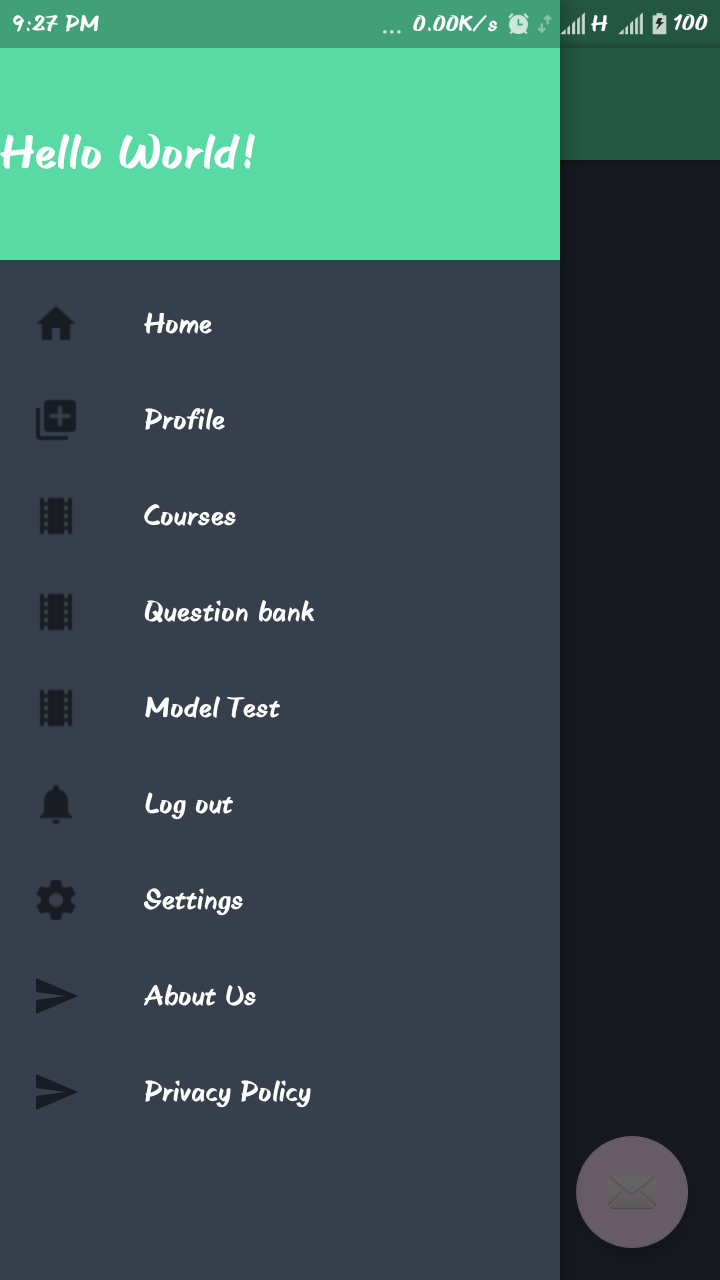 9:27 PM ... 0.00K/s H 100
Hello World!
Home
Profile
Courses
Question bank
Model Test
Log out
Settings
About Us
Privacy Policy